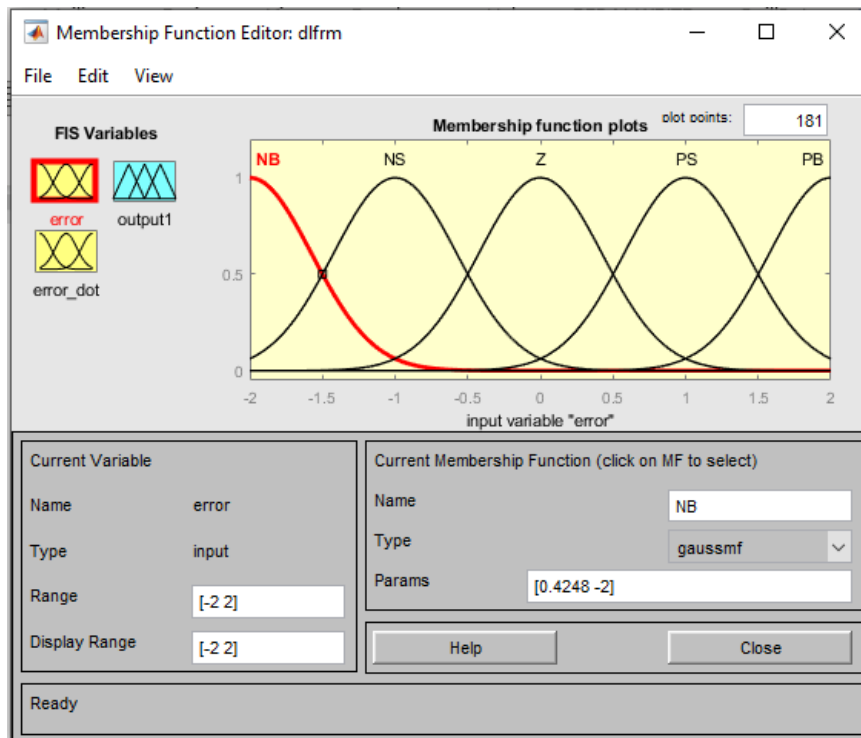 Membership Function Editor: dlfrm
File Edit View
FIS Variables
Membership function plots
plot points:
181
error
output1
error_dot
NB NS Z PS PB
1
0.5
0
-2 -1.5 -1 -0.5 0 0.5 1 1.5 2
input variable "error"
Current Variable
Name error
Type input
Range [-2 2]
Display Range [-2 2]
Current Membership Function (click on MF to select)
Name NB
Type gaussmf
Params [0.4248 -2]
Help Close
Ready